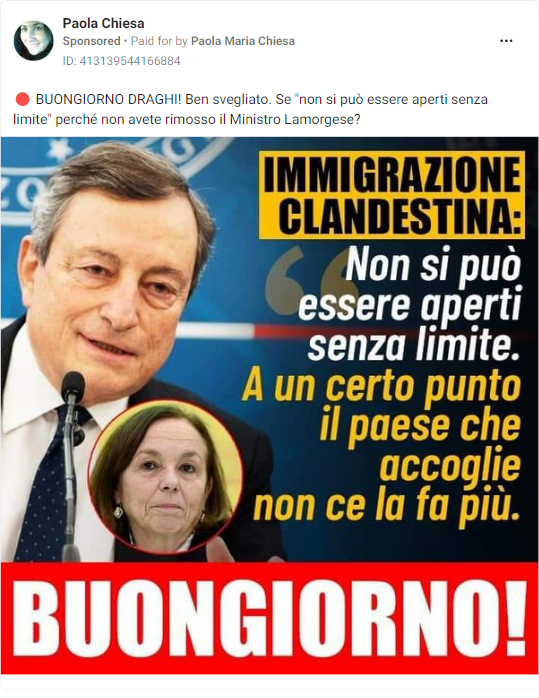 Paola Chiesa
Sponsored • Paid for by Paola Maria Chiesa
ID: 413139544166884
🔴 BUONGIORNO DRAGHI! Ben svegliato. Se "non si può essere aperti senza
limite" perché non avete rimosso il Ministro Lamorgese?
IMMIGRAZIONE
CLANDESTINA:
“Non si può
essere aperti
senza limite.
A un certo punto
il paese che
accoglie
non ce la fa più.
BUONGIORNO!